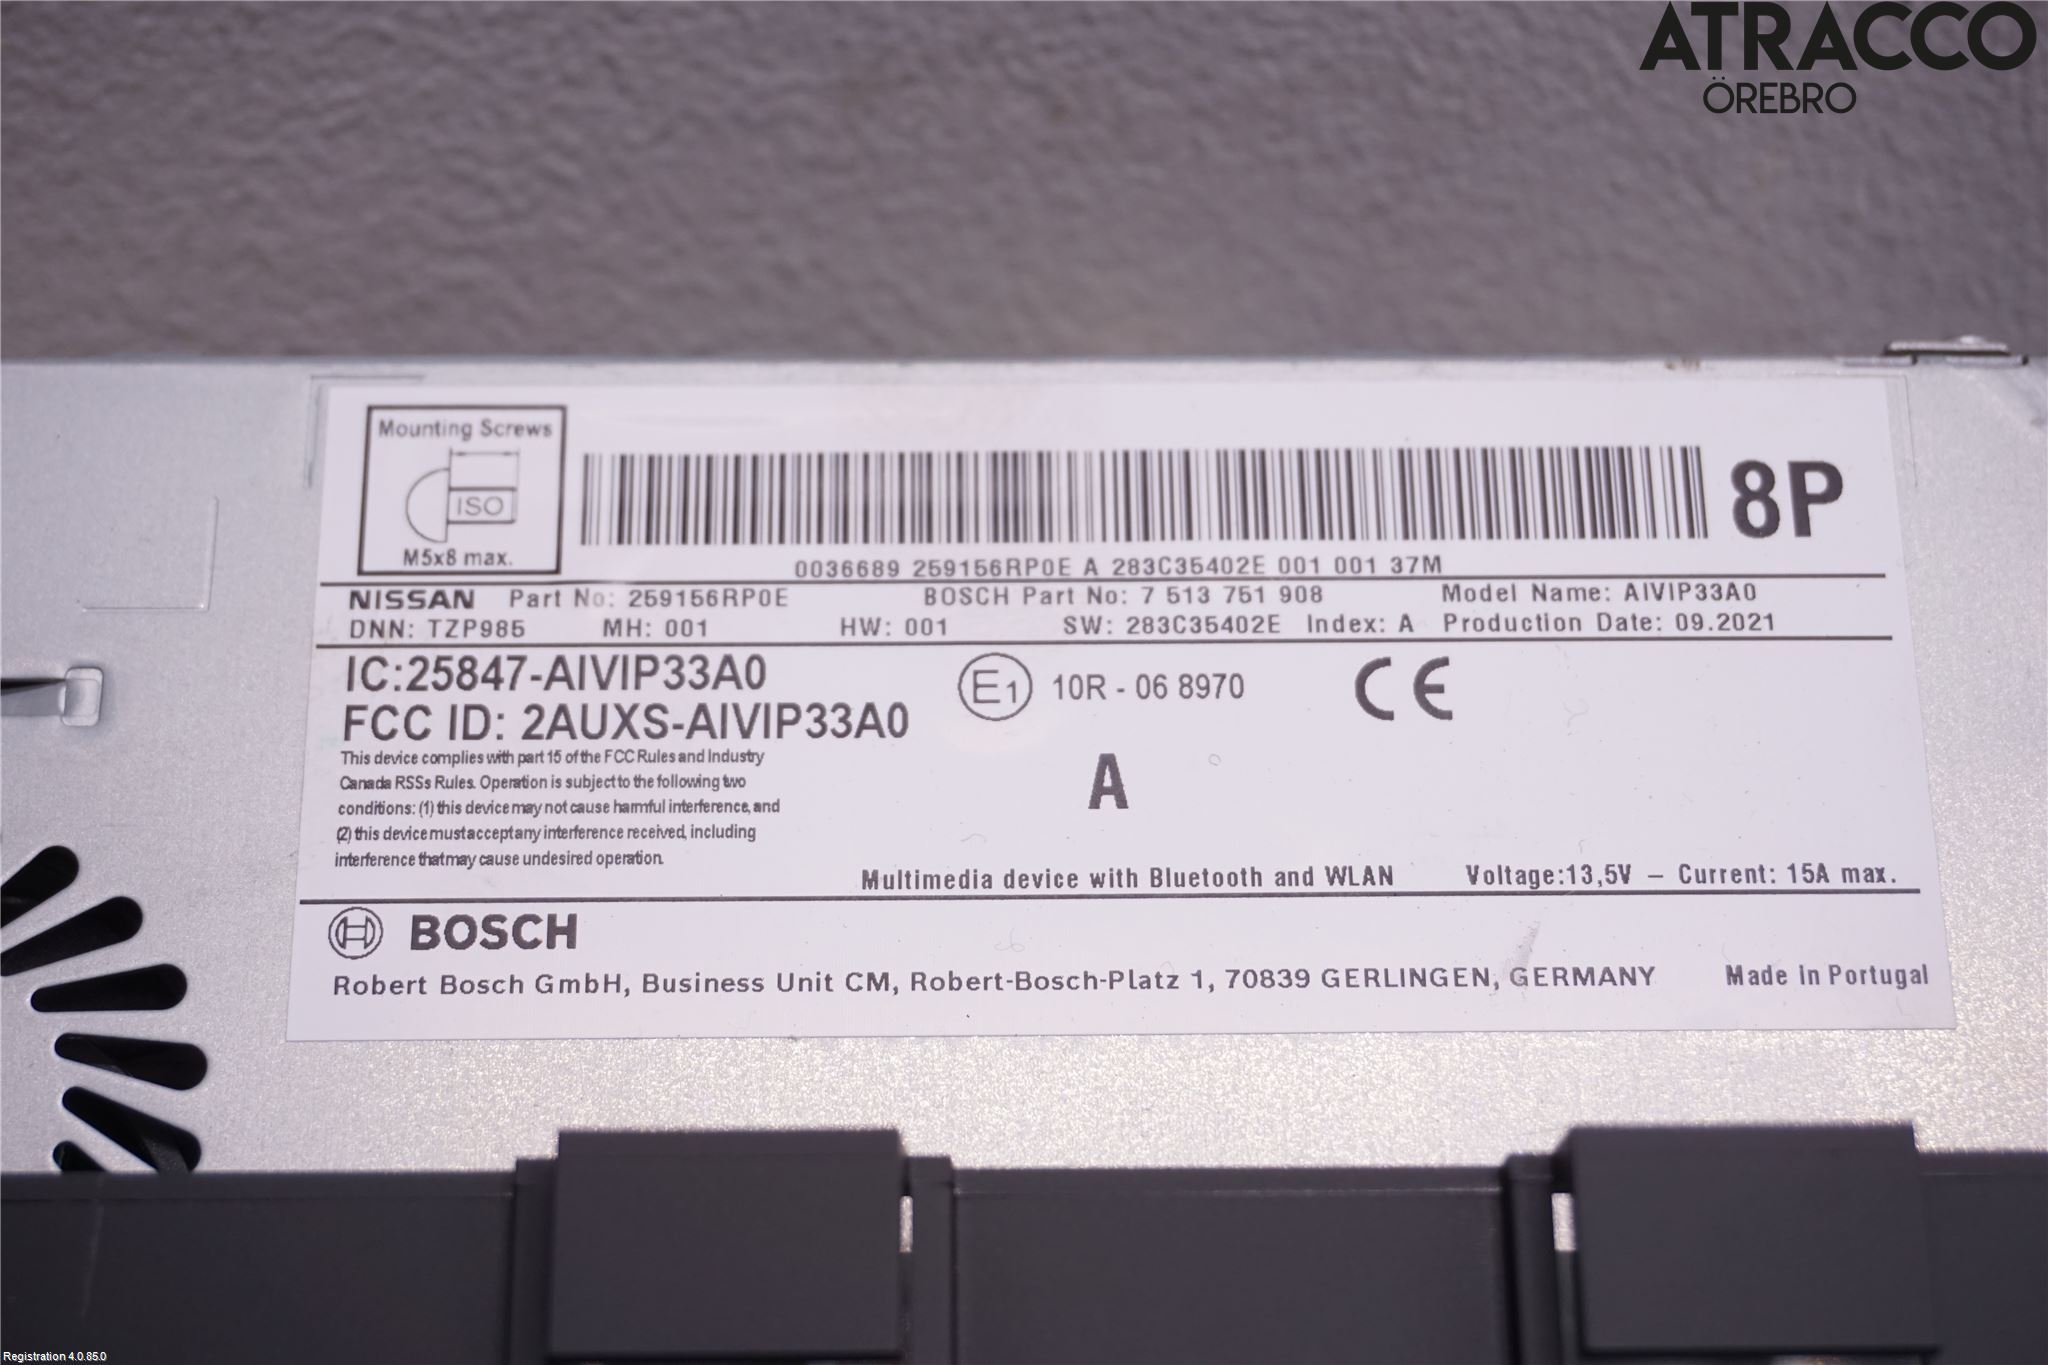 ATRACCO
ÖREBRO
Mounting Screws
ISO
M5x8 max.
8P
0036689 259156RP0E A 283C35402E 001 001 37M
NISSAN Part No: 259156RP0E BOSCH Part No: 7 513 751 908 Model Name: AIVIP33A0
DNN: TZP985 MH: 001 HW: 001 SW: 283C35402E Index: A Production Date: 09.2021
IC:25847-AIVIP33A0
FCC ID: 2AUXS-AIVIP33A0
E1 10R - 06 8970 CE
This device complies with part 15 of the FCC Rules and Industry
Canada RSSs Rules. Operation is subject to the following two
conditions: (1) this device may not cause harmful interference, and
(2) this device must accept any interference received, including
interference that may cause undesired operation.
A
Multimedia device with Bluetooth and WLAN Voltage:13,5V – Current: 15A max.
BOSCH
Robert Bosch GmbH, Business Unit CM, Robert-Bosch-Platz 1, 70839 GERLINGEN, GERMANY Made in Portugal
Registration 4.0.85.0